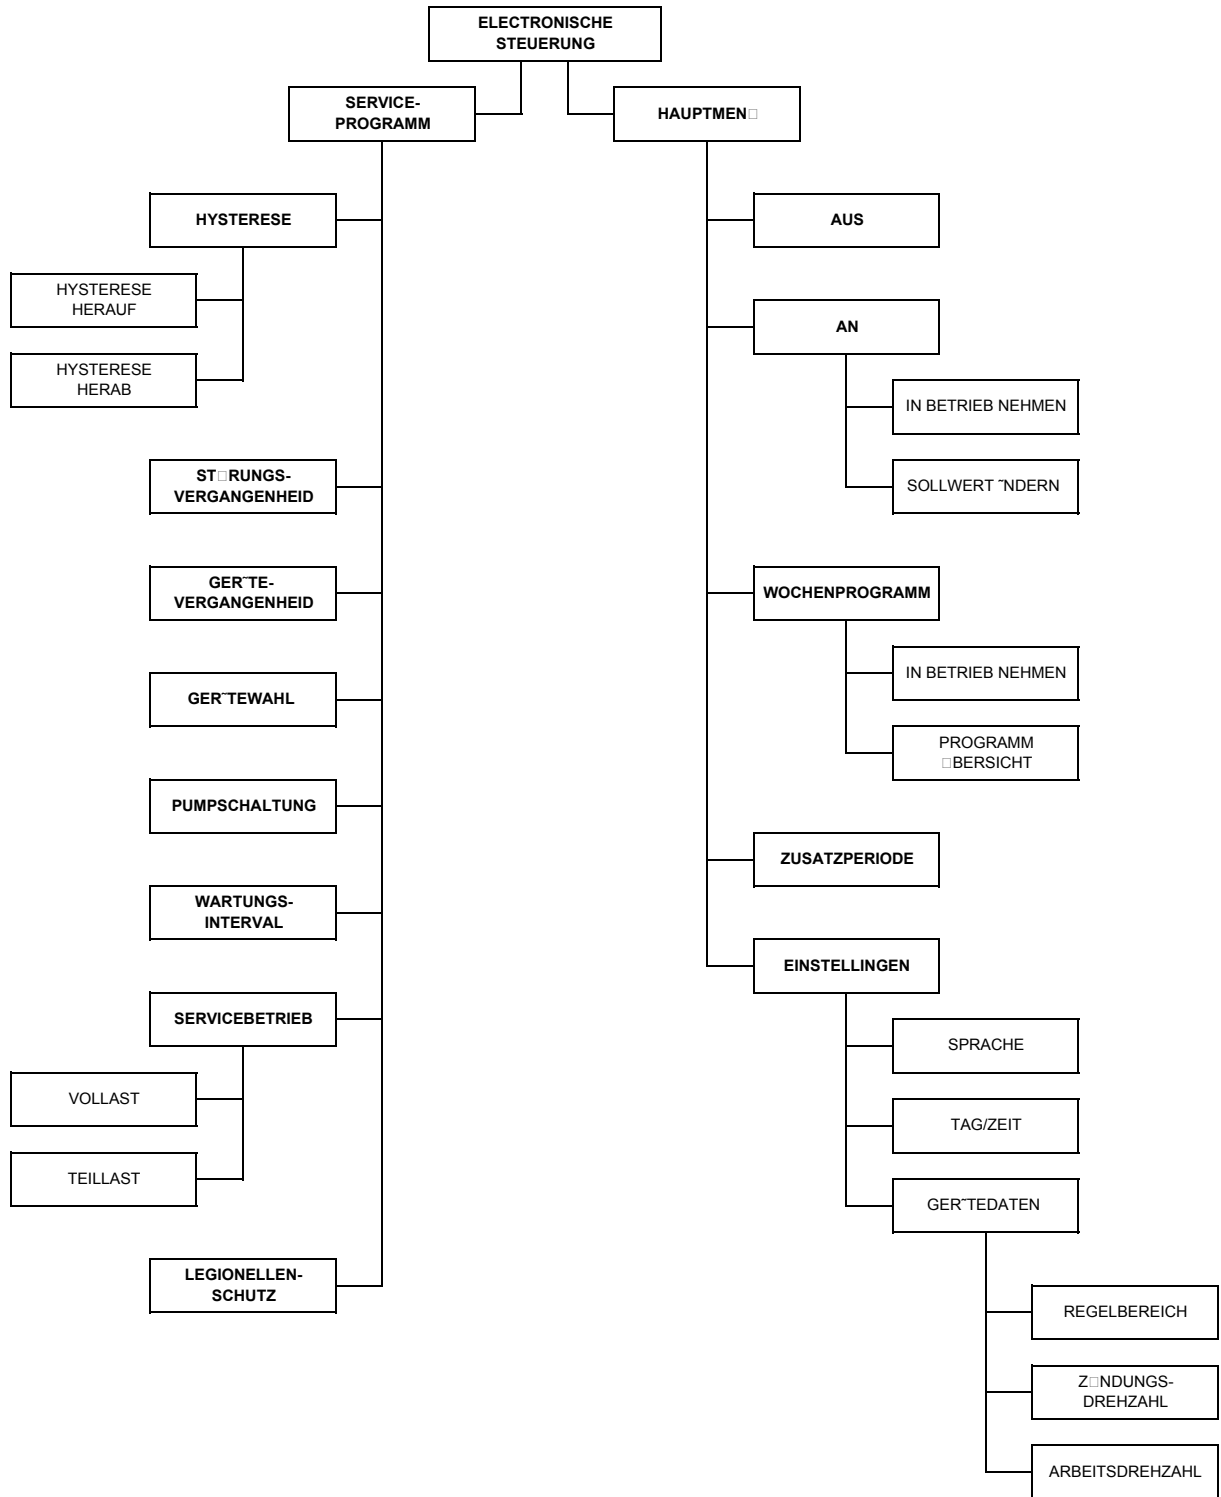 ELECTRONISCHE
STEUERUNG
SERVICE-
PROGRAMM
HAUPTMEN□
HYSTERESE
HYSTERESE
HERAUF
HYSTERESE
HERAB
ST□RUNGS-
VERGANGENHEID
GER˜TE-
VERGANGENHEID
GER˜TEWAHL
PUMPSCHALTUNG
WARTUNGS-
INTERVAL
SERVICEBETRIEB
VOLLAST
TEILLAST
LEGIONELLEN-
SCHUTZ
AUS
AN
IN BETRIEB NEHMEN
SOLLWERT ˜NDERN
WOCHENPROGRAMM
IN BETRIEB NEHMEN
PROGRAMM
□BERSICHT
ZUSATZPERIODE
EINSTELLINGEN
SPRACHE
TAG/ZEIT
GER˜TEDATEN
REGELBEREICH
Z□NDUNGS-
DREHZAHL
ARBEITSDREHZAHL